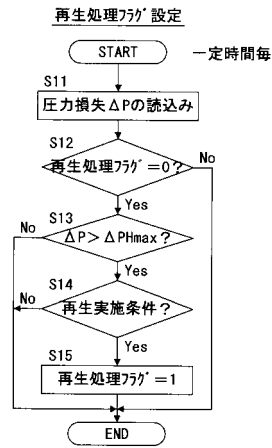 再生処理ﾌﾗｸﾞ設定
START
一定時間毎
S11
圧力損失ΔPの読込み
S12
再生処理ﾌﾗｸﾞ=0?
No
Yes
S13
No
ΔP>ΔPHmax?
Yes
S14
No
再生実施条件?
Yes
S15
再生処理ﾌﾗｸﾞ=1
END